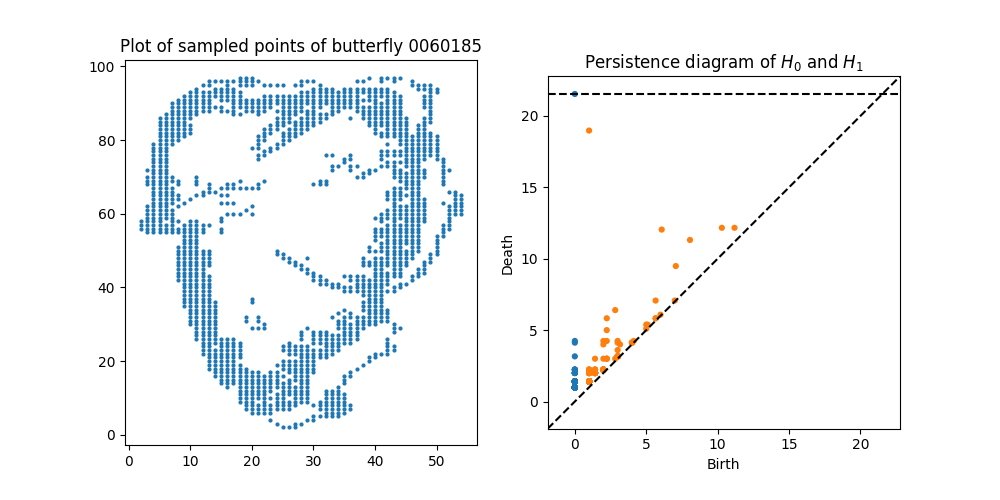 Plot of sampled points of butterfly 0060185
100
80
60
40
20
0
0 10 20 30 40 50
Persistence diagram of H₀ and H₁
Death
20
15
10
5
0
0 5 10 15 20
Birth